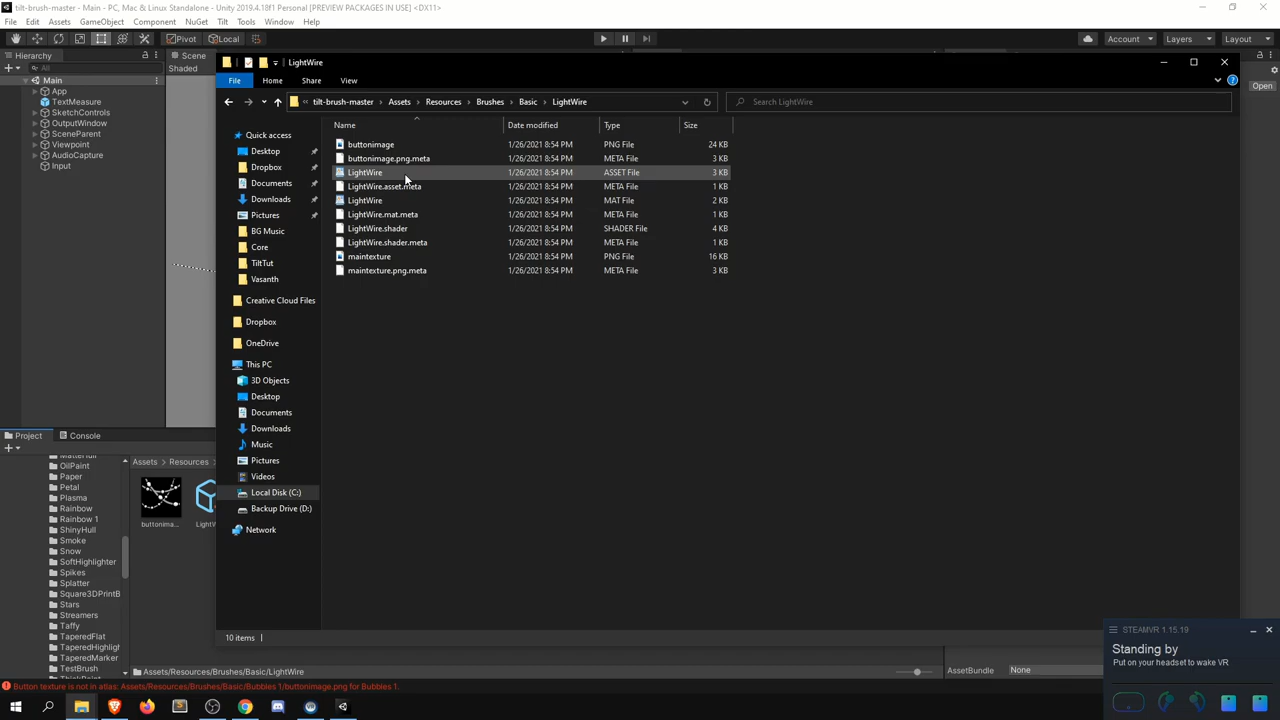 tilt-brush-master - Main - PC, Mac & Linux Standalone - Unity 2019.4.18f1 Personal [PREVIEW PACKAGES IN USE] <DX11>
File Edit Assets GameObject Component NuGet Tilt Tools Window Help
Pivot Local Account Layers Layout
Hierarchy
All
Main
App
TextMeasure
SketchControls
OutputWindow
SceneParent
Viewpoint
AudioCapture
Input
Scene
Shaded
Open
LightWire
File Home Share View
tilt-brush-master > Assets > Resources > Brushes > Basic > LightWire
Search LightWire
Quick access
Desktop
Dropbox
Documents
Downloads
Pictures
BG Music
Core
TiltTut
Vasanth
Creative Cloud Files
Dropbox
OneDrive
This PC
3D Objects
Desktop
Documents
Downloads
Music
Pictures
Videos
Local Disk (C:)
Backup Drive (D:)
Network
Name Date modified Type Size
buttonimage 1/26/2021 8:54 PM PNG File 24 KB
buttonimage.png.meta 1/26/2021 8:54 PM META File 3 KB
LightWire 1/26/2021 8:54 PM ASSET File 3 KB
LightWire.asset.meta 1/26/2021 8:54 PM META File 1 KB
LightWire 1/26/2021 8:54 PM MAT File 2 KB
LightWire.mat.meta 1/26/2021 8:54 PM META File 1 KB
LightWire.shader 1/26/2021 8:54 PM SHADER File 4 KB
LightWire.shader.meta 1/26/2021 8:54 PM META File 1 KB
maintexture 1/26/2021 8:54 PM PNG File 16 KB
maintexture.png.meta 1/26/2021 8:54 PM META File 3 KB
10 items
Project Console
OilPaint
Paper
Petal
Plasma
Rainbow
Rainbow 1
ShinyHull
Smoke
Snow
SoftHighlighter
Spikes
Splatter
Square3DPrintB
Stars
Streamers
Taffy
TaperedFlat
TaperedHighligh
TaperedMarker
TestBrush
Assets > Resources >
buttonima...
LightW
Assets/Resources/Brushes/Basic/LightWire
AssetBundle None
Button texture is not in atlas: Assets/Resources/Brushes/Basic/Bubbles 1/buttonimage.png for Bubbles 1.
STEAMVR 1.15.19
Standing by
Put on your headset to wake VR